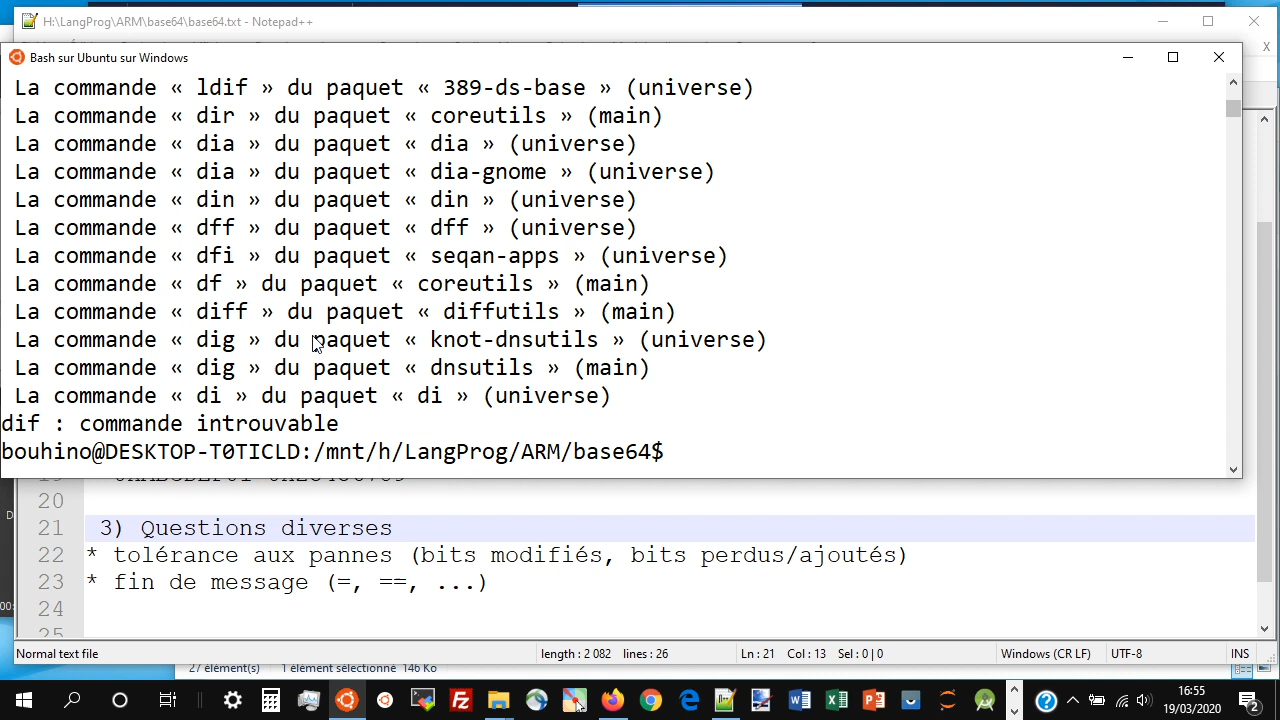 H:\LangProg\ARM\base64\base64.txt - Notepad++
Bash sur Ubuntu sur Windows
X
La commande « ldif » du paquet « 389-ds-base » (universe)
La commande « dir » du paquet « coreutils » (main)
La commande « dia » du paquet « dia » (universe)
La commande « dia » du paquet « dia-gnome » (universe)
La commande « din » du paquet « din » (universe)
La commande « dff » du paquet « dff » (universe)
La commande « dfi » du paquet « seqan-apps » (universe)
La commande « df » du paquet « coreutils » (main)
La commande « diff » du paquet « diffutils » (main)
La commande « dig » du paquet « knot-dnsutils » (universe)
La commande « dig » du paquet « dnsutils » (main)
La commande « di » du paquet « di » (universe)
dif : commande introuvable
bouhino@DESKTOP-T0TICLD:/mnt/h/LangProg/ARM/base64$
20
21 3) Questions diverses
22 * tolérance aux pannes (bits modifiés, bits perdus/ajoutés)
23 * fin de message (=, ==, ...)
24
25
Normal text file length : 2 082 lines : 26 Ln : 21 Col : 13 Sel : 0 | 0 Windows (CR LF) UTF-8 INS
27 élément(s) 1 élément sélectionné 146 Ko
16:55
19/03/2020
2